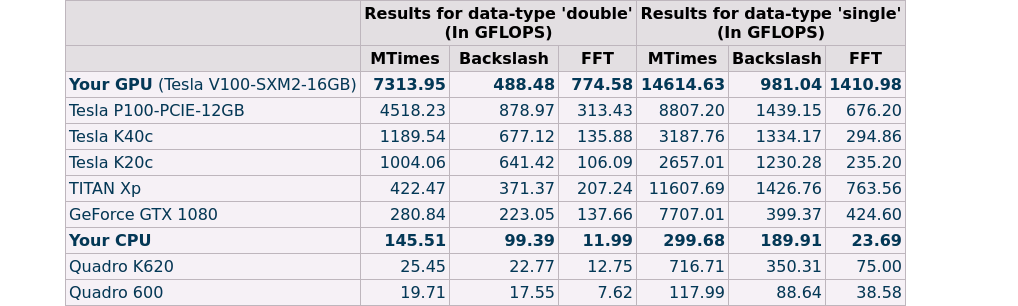 Results for data-type 'double' Results for data-type 'single'
(In GFLOPS) (In GFLOPS)
MTimes Backslash FFT MTimes Backslash FFT
Your GPU (Tesla V100-SXM2-16GB) 7313.95 488.48 774.58 14614.63 981.04 1410.98
Tesla P100-PCIE-12GB 4518.23 878.97 313.43 8807.20 1439.15 676.20
Tesla K40c 1189.54 677.12 135.88 3187.76 1334.17 294.86
Tesla K20c 1004.06 641.42 106.09 2657.01 1230.28 235.20
TITAN Xp 422.47 371.37 207.24 11607.69 1426.76 763.56
GeForce GTX 1080 280.84 223.05 137.66 7707.01 399.37 424.60
Your CPU 145.51 99.39 11.99 299.68 189.91 23.69
Quadro K620 25.45 22.77 12.75 716.71 350.31 75.00
Quadro 600 19.71 17.55 7.62 117.99 88.64 38.58